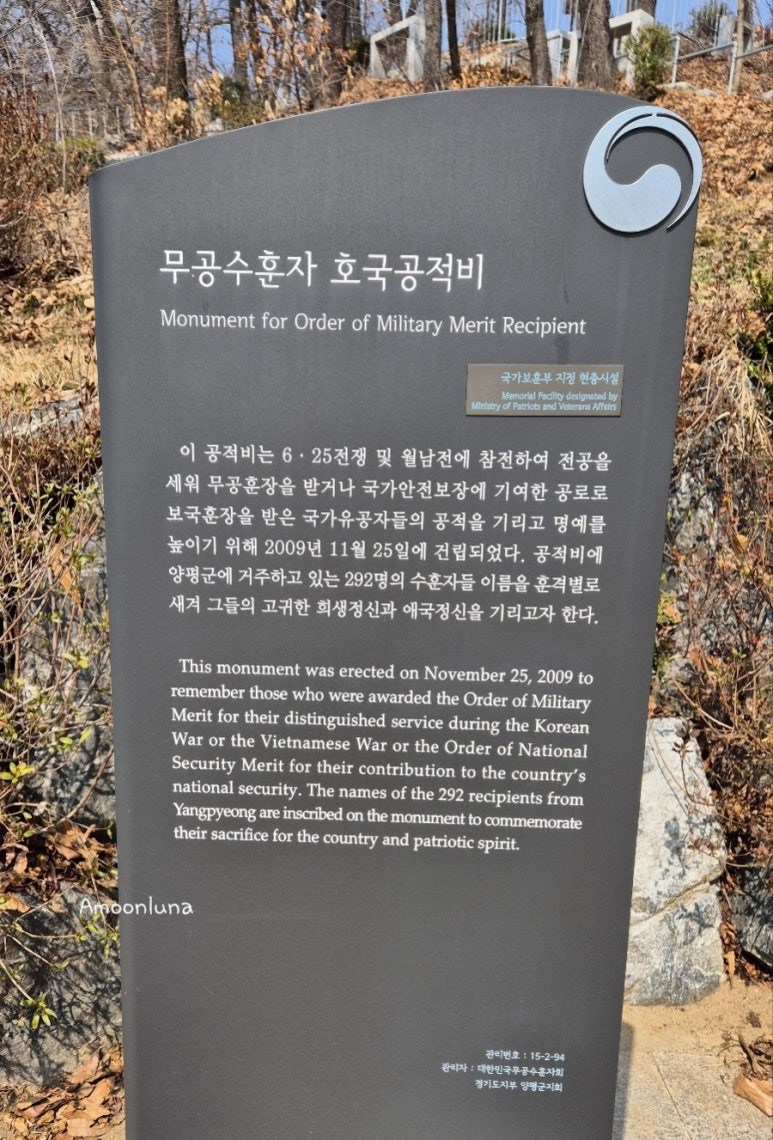 무공수훈자 호국공적비
Monument for Order of Military Merit Recipient
국가보훈부 지정 현충시설
Memorial Facility designated by
Ministry of Patriots and Veterans Affairs
이 공적비는 6·25전쟁 및 월남전에 참전하여 전공을
세워 무공훈장을 받거나 국가안전보장에 기여한 공로로
보국훈장을 받은 국가유공자들의 공적을 기리고 명예를
높이기 위해 2009년 11월 25일에 건립되었다. 공적비에
양평군에 거주하고 있는 292명의 수훈자들 이름을 훈격별로
새겨 그들의 고귀한 희생정신과 애국정신을 기리고자 한다.
This monument was erected on November 25, 2009 to
remember those who were awarded the Order of Military
Merit for their distinguished service during the Korean
War or the Vietnamese War or the Order of National
Security Merit for their contribution to the country's
national security. The names of the 292 recipients from
Yangpyeong are inscribed on the monument to commemorate
their sacrifice for the country and patriotic spirit.
Amoonluna
관리번호 : 15-2-94
관리자 : 대한민국무공수훈자회
경기도지부 양평군지회